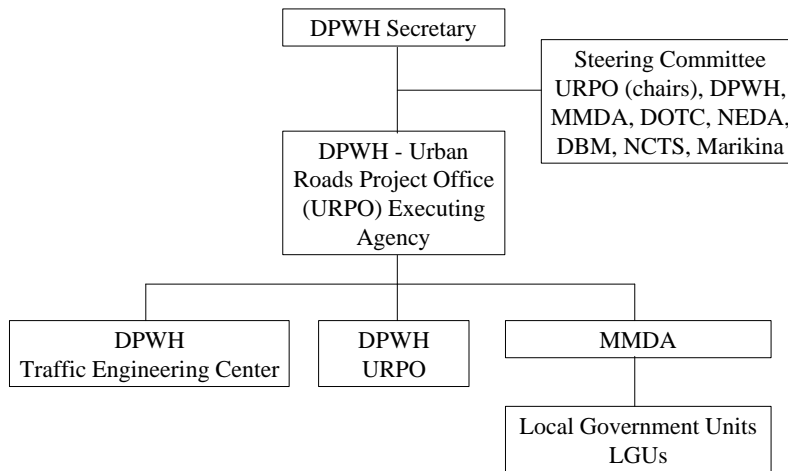 DPWH Secretary
Steering Committee
URPO (chairs), DPWH,
MMDA, DOTC, NEDA,
DBM, NCTS, Marikina
DPWH - Urban
Roads Project Office
(URPO) Executing
Agency
DPWH
Traffic Engineering Center
DPWH
URPO
MMDA
Local Government Units
LGUs